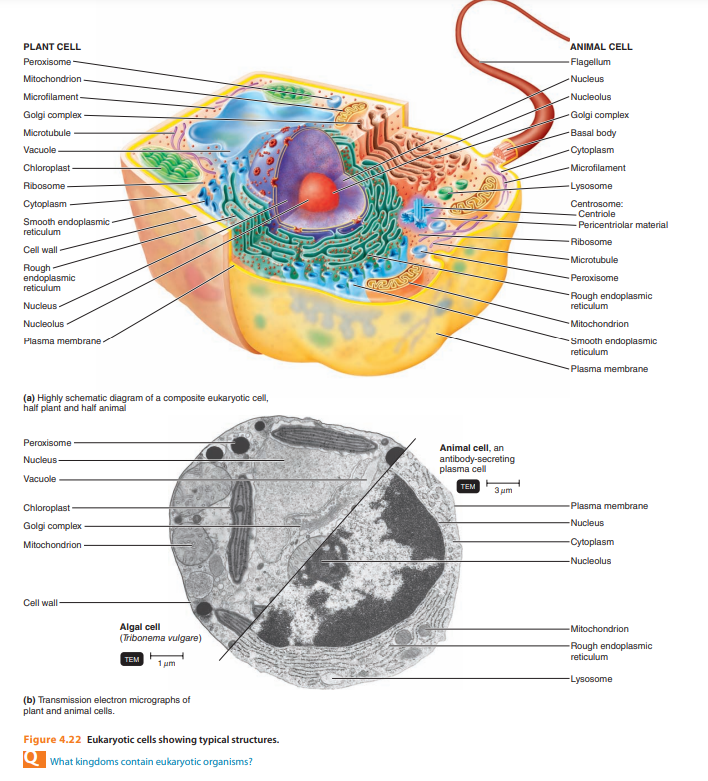 PLANT CELL
Peroxisome
Mitochondrion
Microfilament
Golgi complex
Microtubule
Vacuole
Chloroplast
Ribosome
Cytoplasm
Smooth endoplasmic
reticulum
Cell wall
Rough
endoplasmic
reticulum
Nucleus
Nucleolus
Plasma membrane
ANIMAL CELL
Flagellum
Nucleus
Nucleolus
Golgi complex
Basal body
Cytoplasm
Microfilament
Lysosome
Centrosome:
Centriole
Pericentriolar material
Ribosome
Microtubule
Peroxisome
Rough endoplasmic
reticulum
Mitochondrion
Smooth endoplasmic
reticulum
Plasma membrane
(a) Highly schematic diagram of a composite eukaryotic cell,
half plant and half animal
Peroxisome
Nucleus
Vacuole
Chloroplast
Golgi complex
Mitochondrion
Cell wall
Algal cell
(Tribonema vulgare)
TEM
1 μm
Animal cell, an
antibody-secreting
plasma cell
TEM
3 μm
Plasma membrane
Nucleus
Cytoplasm
Nucleolus
Mitochondrion
Rough endoplasmic
reticulum
Lysosome
(b) Transmission electron micrographs of
plant and animal cells.
Figure 4.22 Eukaryotic cells showing typical structures.
Q What kingdoms contain eukaryotic organisms?